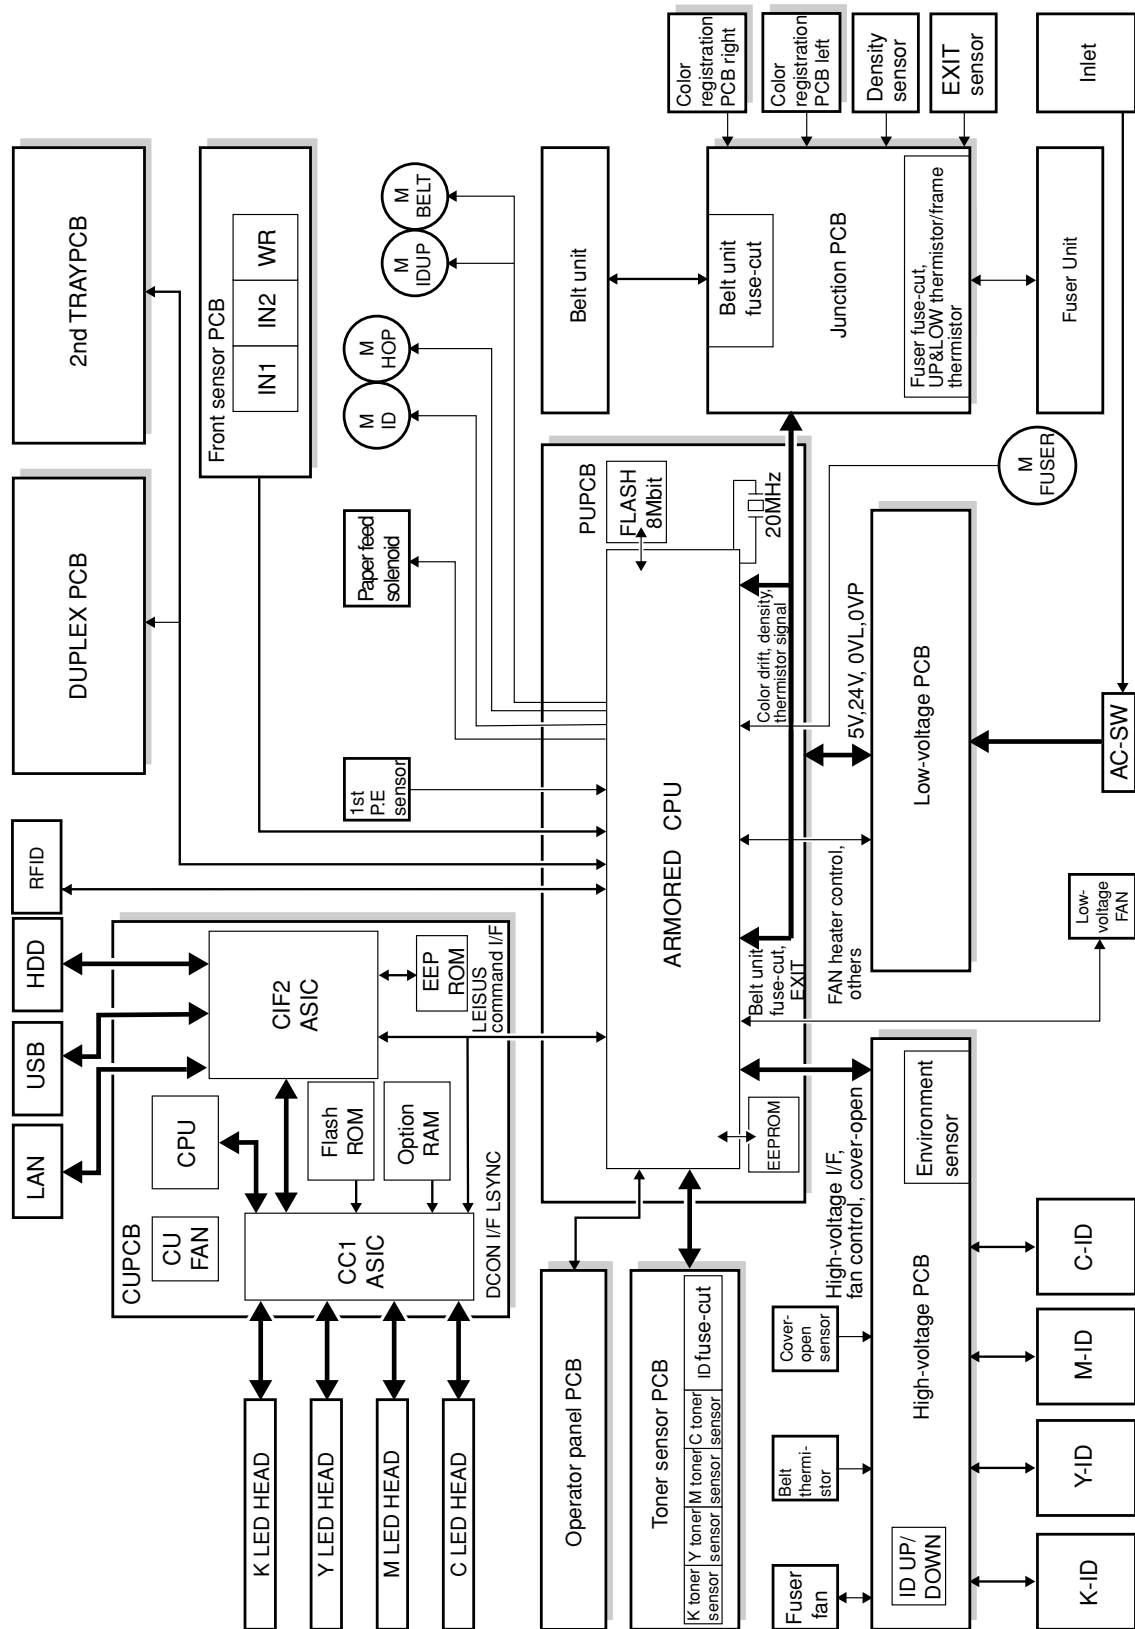 LAN
USB
HDD
RFID
DUPLEX PCB
2nd TRAYPCB
CUPCB
CU
FAN
CPU
CIF2
ASIC
EEP
ROM
Flash
ROM
Option
RAM
CC1
ASIC
LEISUS
command I/F
DCON I/F LSYNC
Front sensor PCB
IN1
IN2
WR
K LED HEAD
Y LED HEAD
M LED HEAD
C LED HEAD
1st
P.E
sensor
Paper feed
solenoid
M
ID
M
HOP
M
IDUP
M
BELT
Operator panel PCB
Toner sensor PCB
K toner
sensor
Y toner
sensor
M toner
sensor
C toner
sensor
ID fuse-cut
PUPCB
FLASH
8Mbit
ARMORED CPU
EEPROM
20MHz
Belt unit
fuse-cut,
EXIT
Color drift, density,
thermistor signal
Belt unit
Belt unit
fuse-cut
Junction PCB
Fuser fuse-cut,
UP&LOW thermistor/frame
thermistor
Color
registration
PCB right
Color
registration
PCB left
Density
sensor
EXIT
sensor
Fuser
fan
Belt
thermi-
stor
Cover-
open
sensor
High-voltage I/F,
fan control, cover-open
FAN heater control,
others
5V,24V, 0VL,0VP
M
FUSER
ID UP/
DOWN
High-voltage PCB
Environment
sensor
Low-voltage PCB
Low-
voltage
FAN
AC-SW
Fuser Unit
Inlet
K-ID
Y-ID
M-ID
C-ID